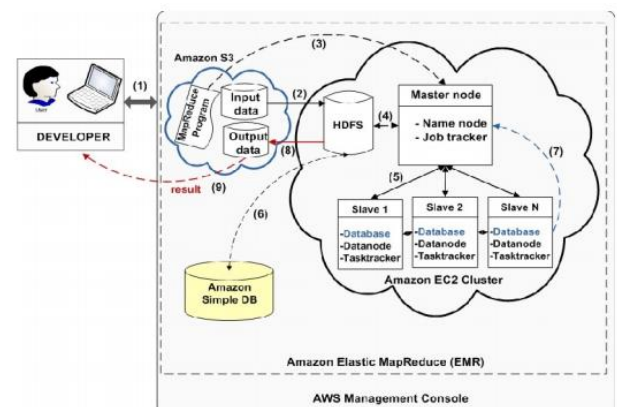 Amazon S3
(3)
(1)
Input
data
(2)
MapReduce
Program
Output
data
(8)
HDFS
(4)
Master node
- Name node
- Job tracker
DEVELOPER
(7)
result
(9)
(5)
(6)
Slave 1
-Database
-Datanode
-Tasktracker
Slave 2
-Database
-Datanode
-Tasktracker
Slave N
-Database
-Datanode
-Tasktracker
Amazon
Simple DB
Amazon EC2 Cluster
Amazon Elastic MapReduce (EMR)
AWS Management Console